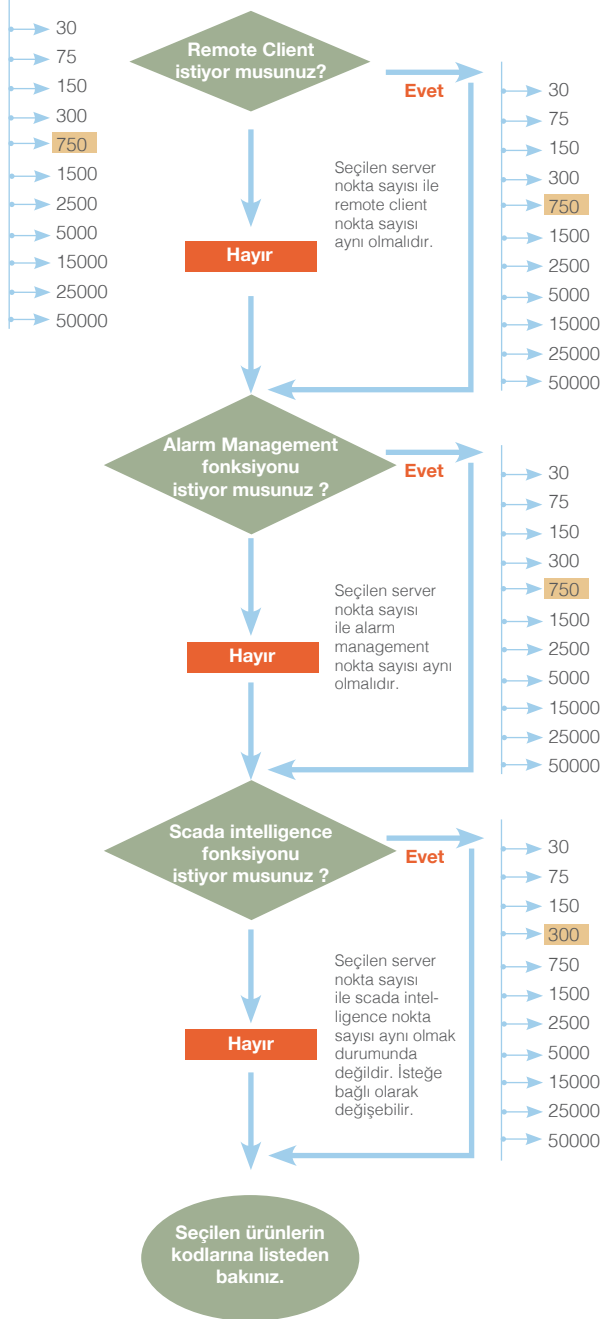 30
75
150
300
750
1500
2500
5000
15000
25000
50000
Remote Client
istiyor musunuz?
Evet
Seçilen server
nokta sayısı ile
remote client
nokta sayısı
aynı olmalıdır.
Hayır
30
75
150
300
750
1500
2500
5000
15000
25000
50000
Alarm Management
fonksiyonu
istiyor musunuz ?
Evet
Seçilen server
nokta sayısı
ile alarm
management
nokta sayısı aynı
olmalıdır.
Hayır
30
75
150
300
750
1500
2500
5000
15000
25000
50000
Scada intelligence
fonksiyonu
istiyor musunuz ?
Evet
Seçilen server
nokta sayısı
ile scada intel-
ligence nokta
sayısı aynı olmak
durumunda
değildir. İsteğe
bağlı olarak
değişebilir.
Hayır
30
75
150
300
750
1500
2500
5000
15000
25000
50000
Seçilen ürünlerin
kodlarına listeden
bakınız.